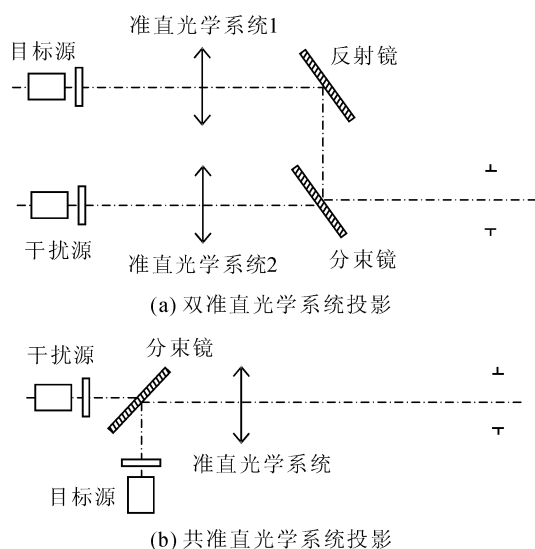 准直光学系统1
目标源
反射镜
干扰源
准直光学系统2
分束镜
(a) 双准直光学系统投影
分束镜
干扰源
准直光学系统
目标源
(b) 共准直光学系统投影